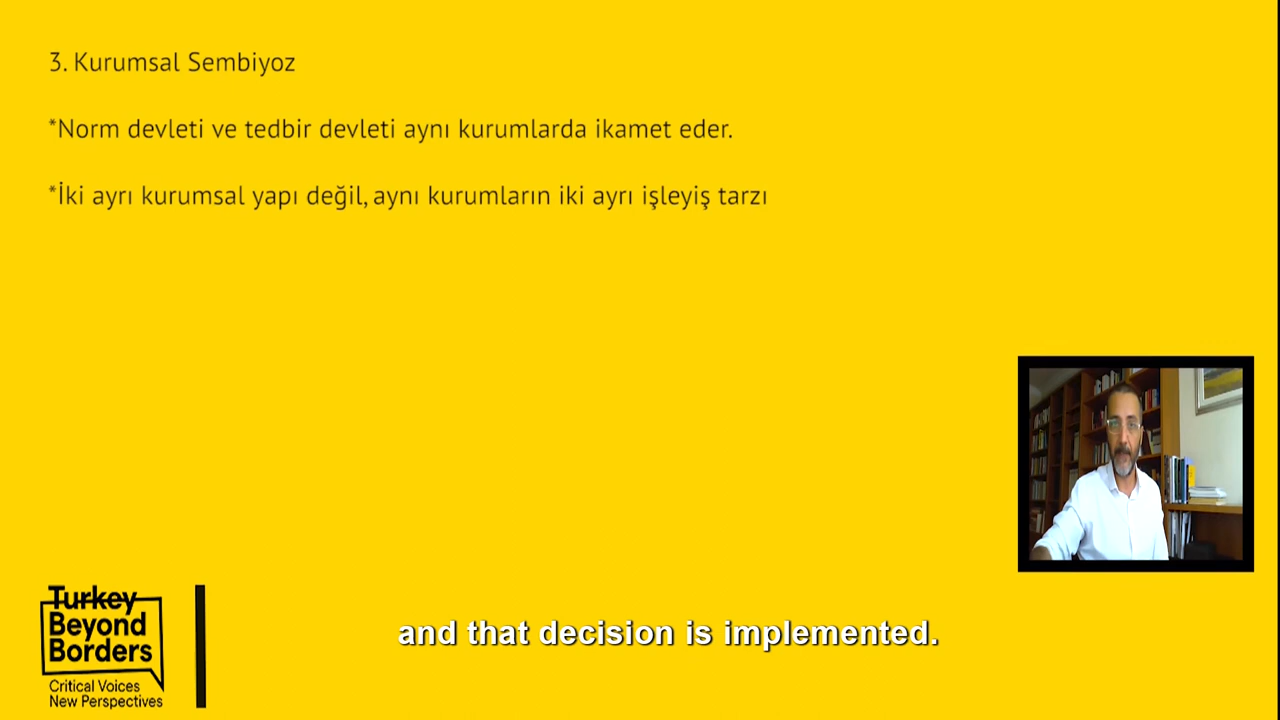 3. Kurumsal Sembiyoz
*Norm devleti ve tedbir devleti aynı kurumlarda ikamet eder.
*İki ayrı kurumsal yapı değil, aynı kurumların iki ayrı işleyiş tarzı
Turkey
Beyond
Borders
Critical Voices
New Perspectives
and that decision is implemented.